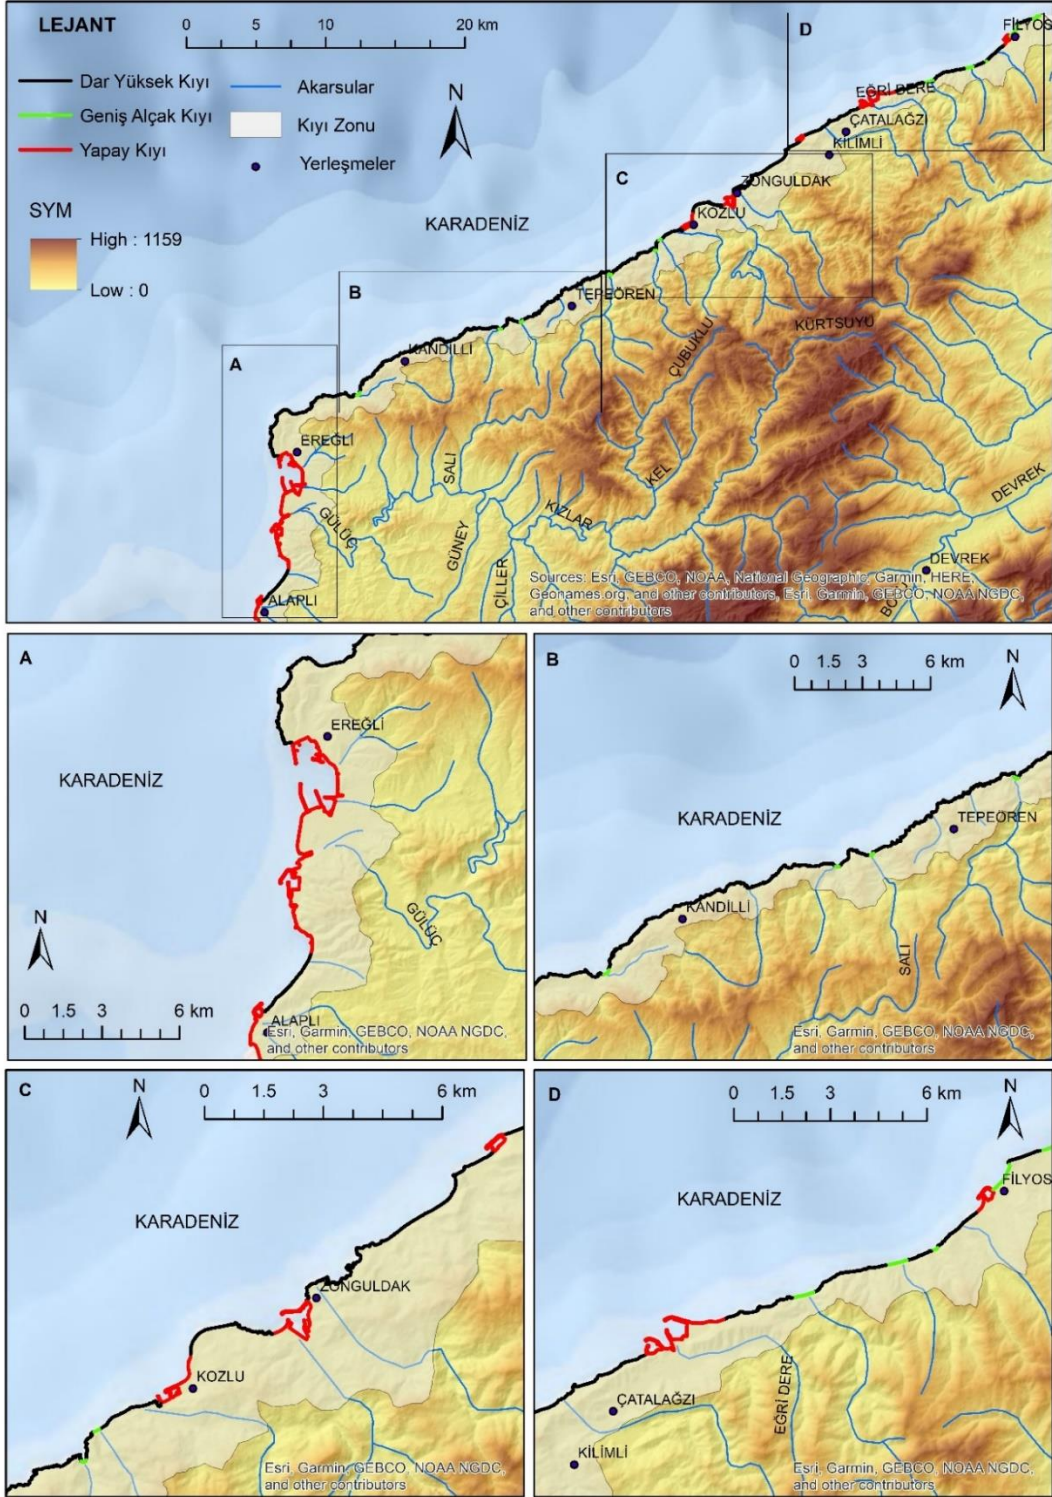 LEJANT
0 5 10 20 km
Dar Yüksek Kıyı
Geniş Alçak Kıyı
Yapay Kıyı
Akarsular
Kıyı Zonu
Yerleşmeler
SYM
High : 1159
Low : 0
N
KARADENİZ
A
B
C
D
FİLYOS
EĞRİ DERE
ÇATALAĞZI
KİLİMLİ
ZONGULDAK
KOZLU
TEPEÖREN
KANDİLLİ
EREĞLİ
ALAPLI
GÜLÜÇ
SALI
GÜNEY
ÇİLLER
KIZLAR
KEL
ÇUBUKLU
KURTSUYU
DEVREK
DEVREK
Sources: Esri, GEBCO, NOAA, National Geographic, Garmin, HERE,
Geonames.org, and other contributors, Esri, Garmin, GEBCO, NOAA NGDC,
and other contributors
A
KARADENİZ
EREĞLİ
GÜLÜÇ
N
0 1.5 3 6 km
ALAPLI
Esri, Garmin, GEBCO, NOAA NGDC,
and other contributors
B
0 1.5 3 6 km
N
KARADENİZ
TEPEÖREN
KANDİLLİ
SALI
Esri, Garmin, GEBCO, NOAA NGDC,
and other contributors
C
N
0 1.5 3 6 km
KARADENİZ
ZONGULDAK
KOZLU
Esri, Garmin, GEBCO, NOAA NGDC,
and other contributors
D
0 1.5 3 6 km
N
KARADENİZ
FİLYOS
EĞRİ DERE
ÇATALAĞZI
KİLİMLİ
Esri, Garmin, GEBCO, NOAA NGDC,
and other contributors